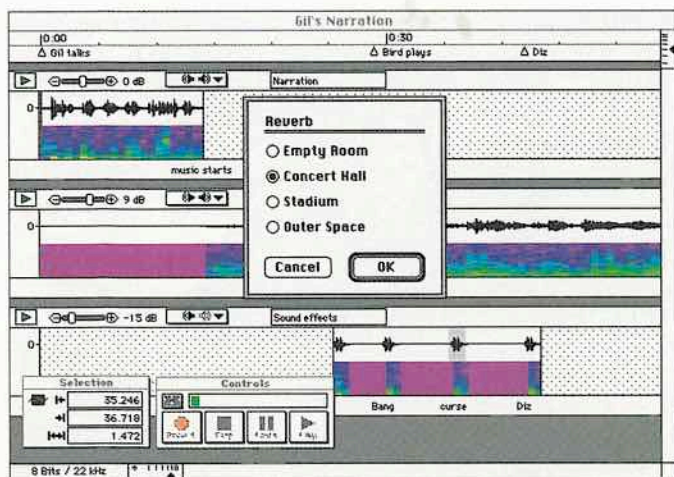 Gil's Narration
0:00 0:30
Gil talks Bird plays Diz
0 dB Narration
0
music starts
Reverb
Empty Room
Concert Hall
Stadium
Outer Space
Cancel OK
9 dB
0
-15 dB Sound effects
0
Bang curse Diz
Selection
35.246
36.718
1.472
Controls
8 Bits / 22 kHz